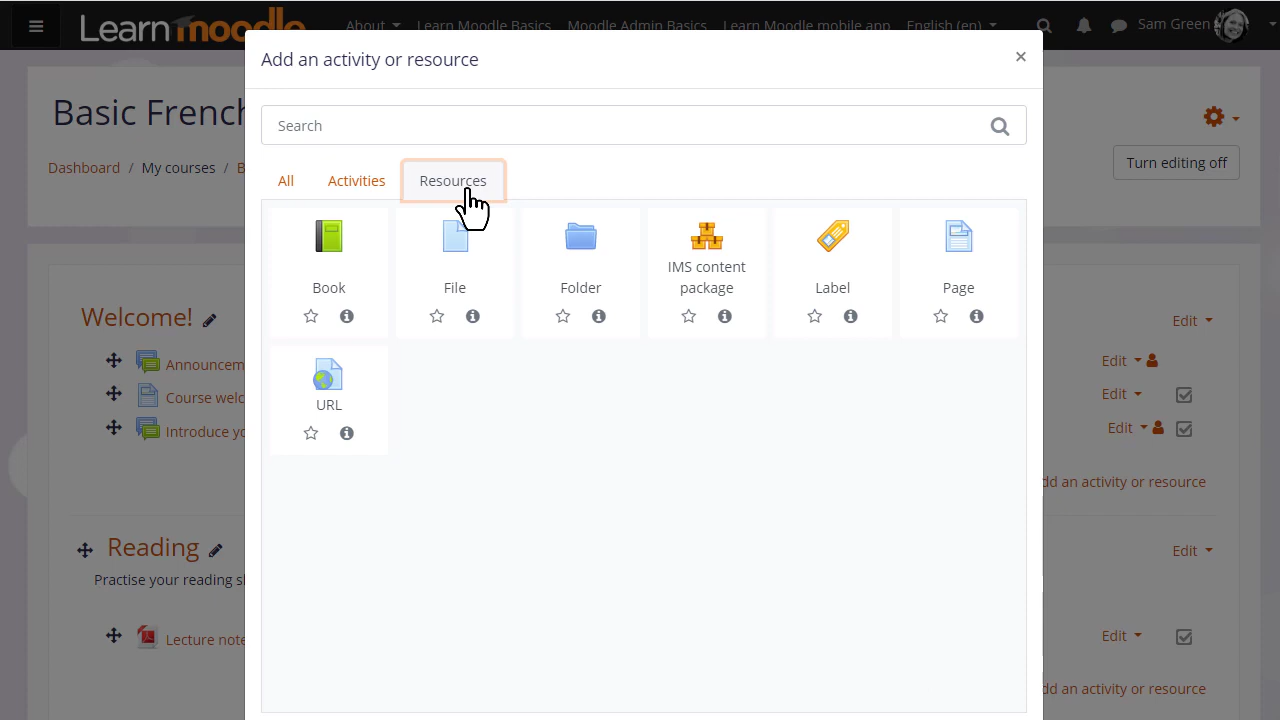 Learn moodle About Learn Moodle Basics Moodle Admin Basics Learn Moodle mobile app English (en) Sam Green
Add an activity or resource ×
Basic French
Search
Dashboard / My courses / B
Turn editing off
All Activities Resources
Book File Folder IMS content package Label Page
URL
Welcome! Edit
Announcem Edit
Course welc Edit
Introduce yo Edit
dd an activity or resource
Reading Edit
Practise your reading s
Lecture note Edit
dd an activity or resource